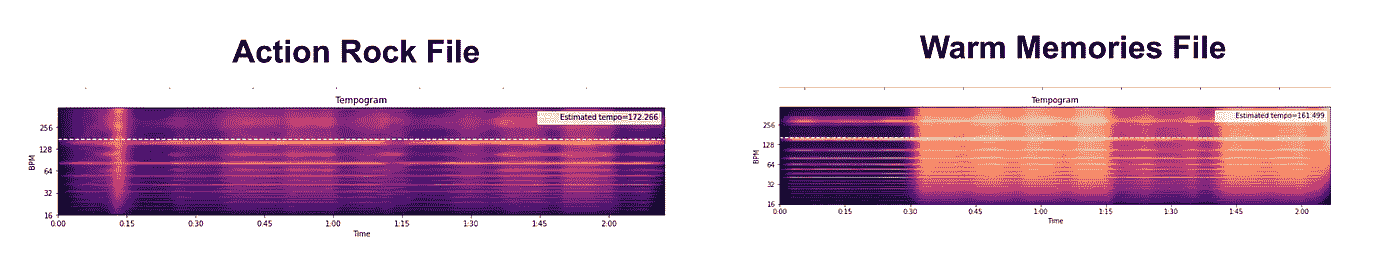 Action Rock File
Tempogram
Estimated tempo=172.266
256
128
64
32
16
BPM
0:00 0:15 0:30 0:45 1:00 1:15 1:30 1:45 2:00
Time
Warm Memories File
Tempogram
Estimated tempo=161.499
256
128
64
32
16
BPM
0:00 0:15 0:30 0:45 1:00 1:15 1:30 1:45 2:00
Time